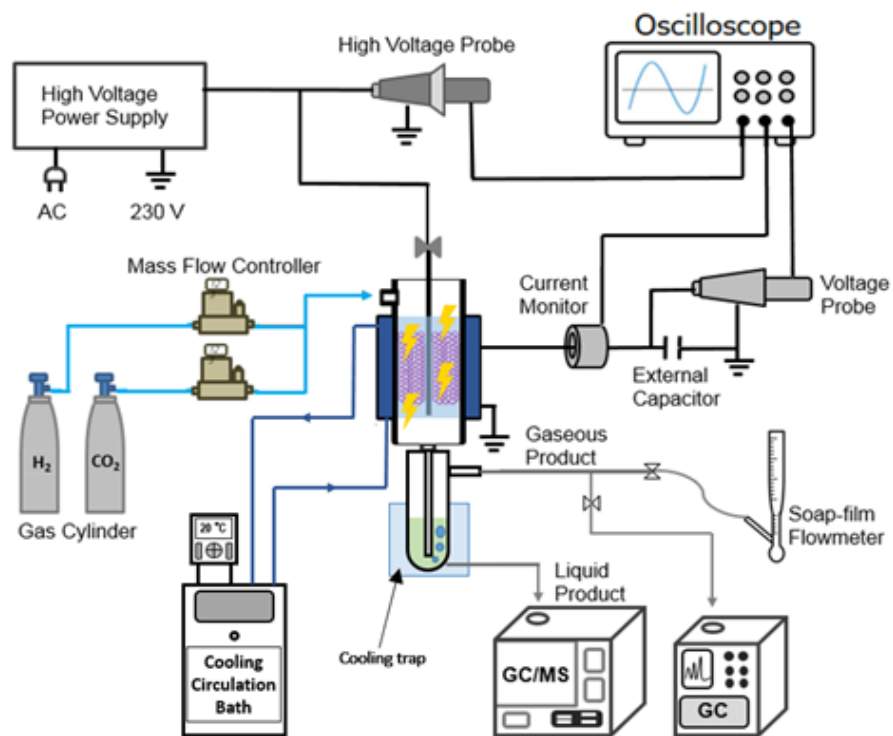 Oscilloscope
High Voltage Probe
High Voltage
Power Supply
AC
230 V
Mass Flow Controller
Current
Monitor
Voltage
Probe
External
Capacitor
H₂
CO₂
Gas Cylinder
Gaseous
Product
Soap-film
Flowmeter
20 °C
Liquid
Product
Cooling trap
Cooling
Circulation
Bath
GC/MS
GC